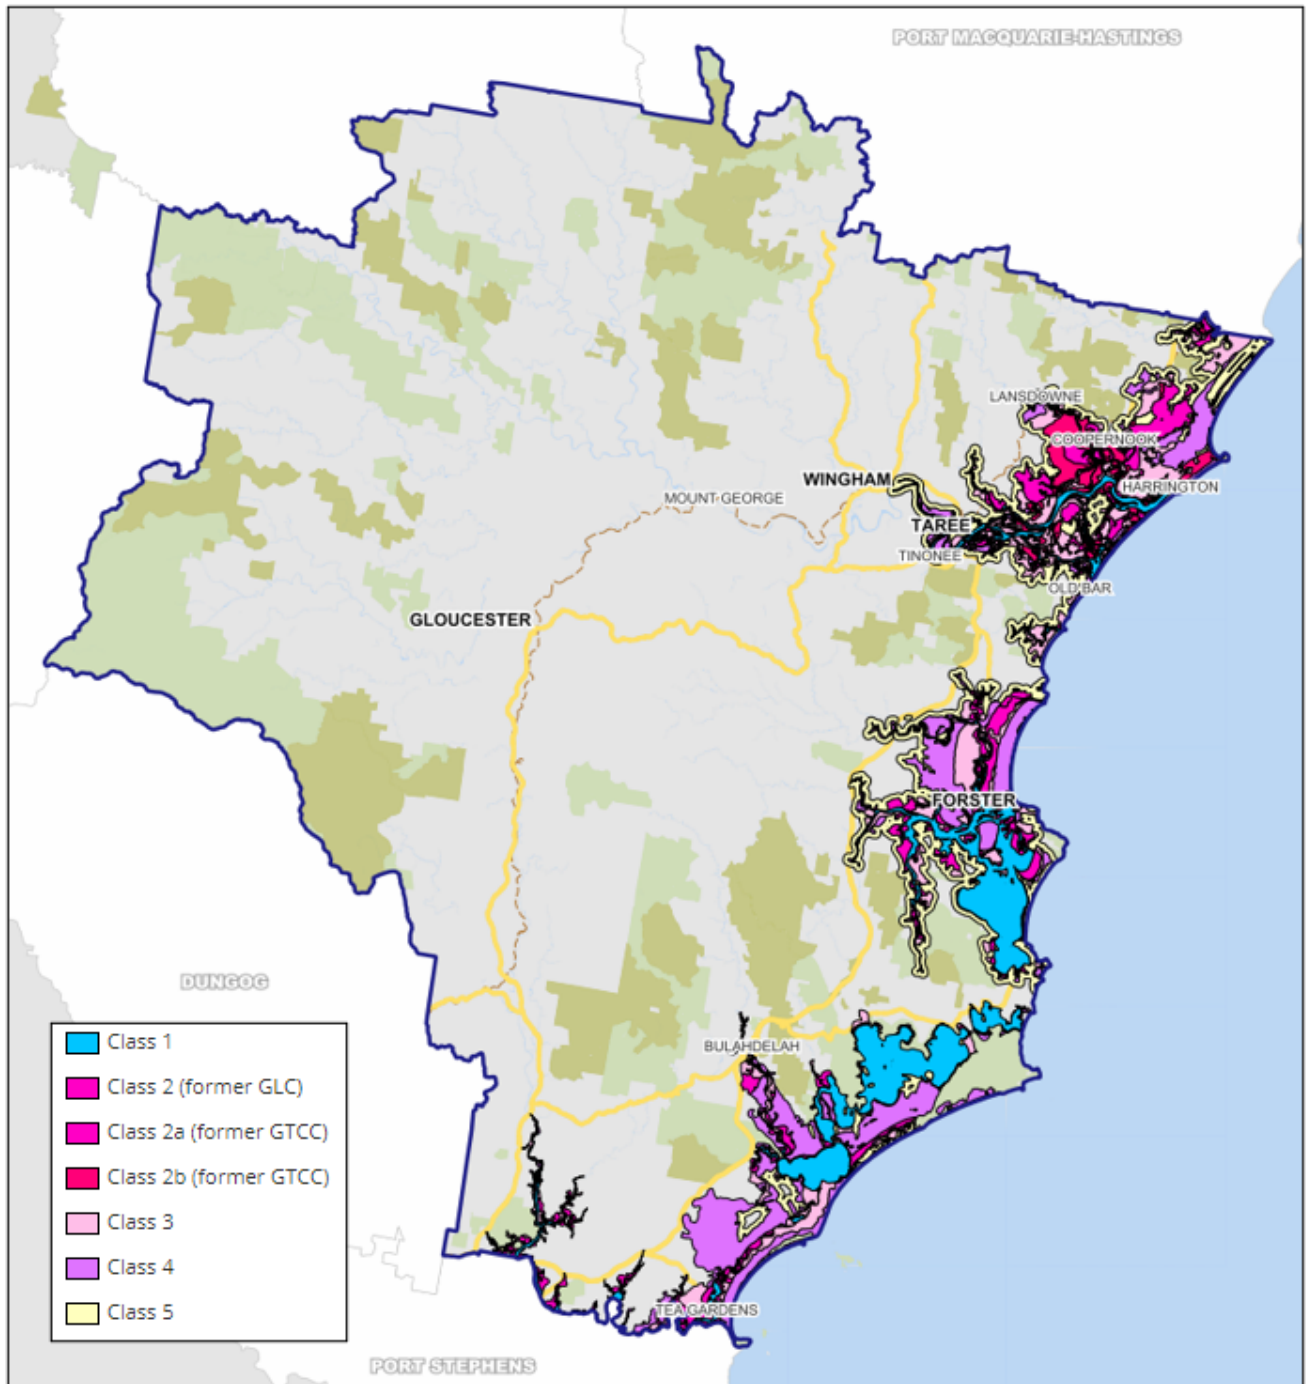 PORT MACQUARIE-HASTINGS
LANSDOWNE
COOPERNOOK
WINGHAM
HARRINGTON
MOUNT GEORGE
TAREE
TINONEE
OLD BAR
GLOUCESTER
FORSTER
DUNGOG
BULAHDELAH
Class 1
Class 2 (former GLC)
Class 2a (former GTCC)
Class 2b (former GTCC)
Class 3
Class 4
Class 5
TEA GARDENS
PORT STEPHENS